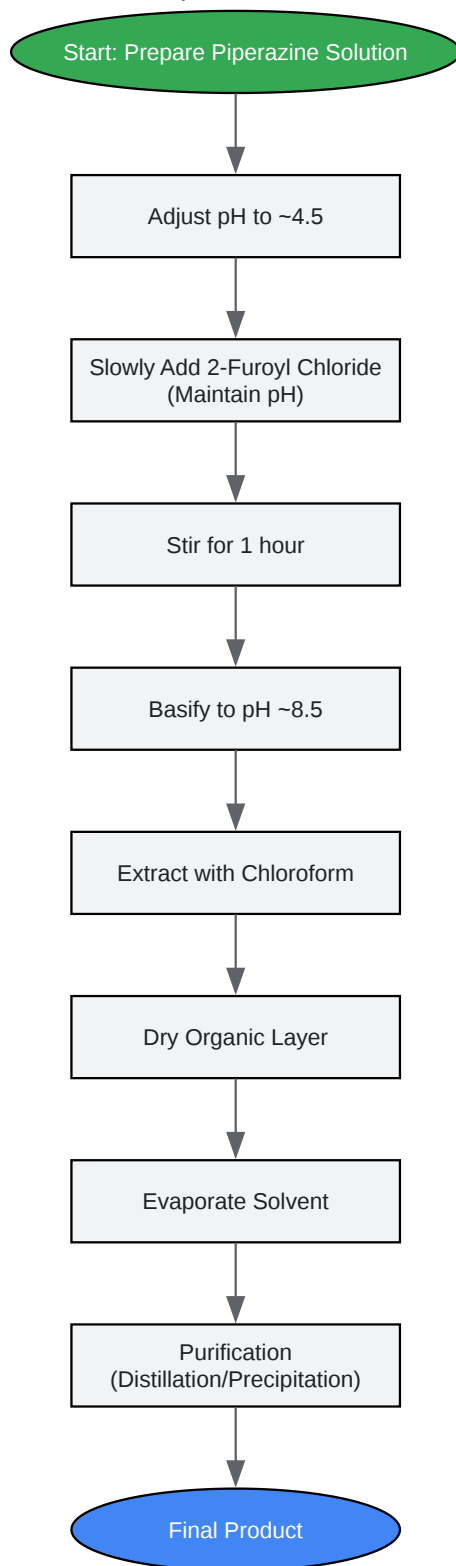 Start: Prepare Piperazine Solution
Adjust pH to ~4.5
Slowly Add 2-Furoyl Chloride
(Maintain pH)
Stir for 1 hour
Basify to pH ~8.5
Extract with Chloroform
Dry Organic Layer
Evaporate Solvent
Purification
(Distillation/Precipitation)
Final Product